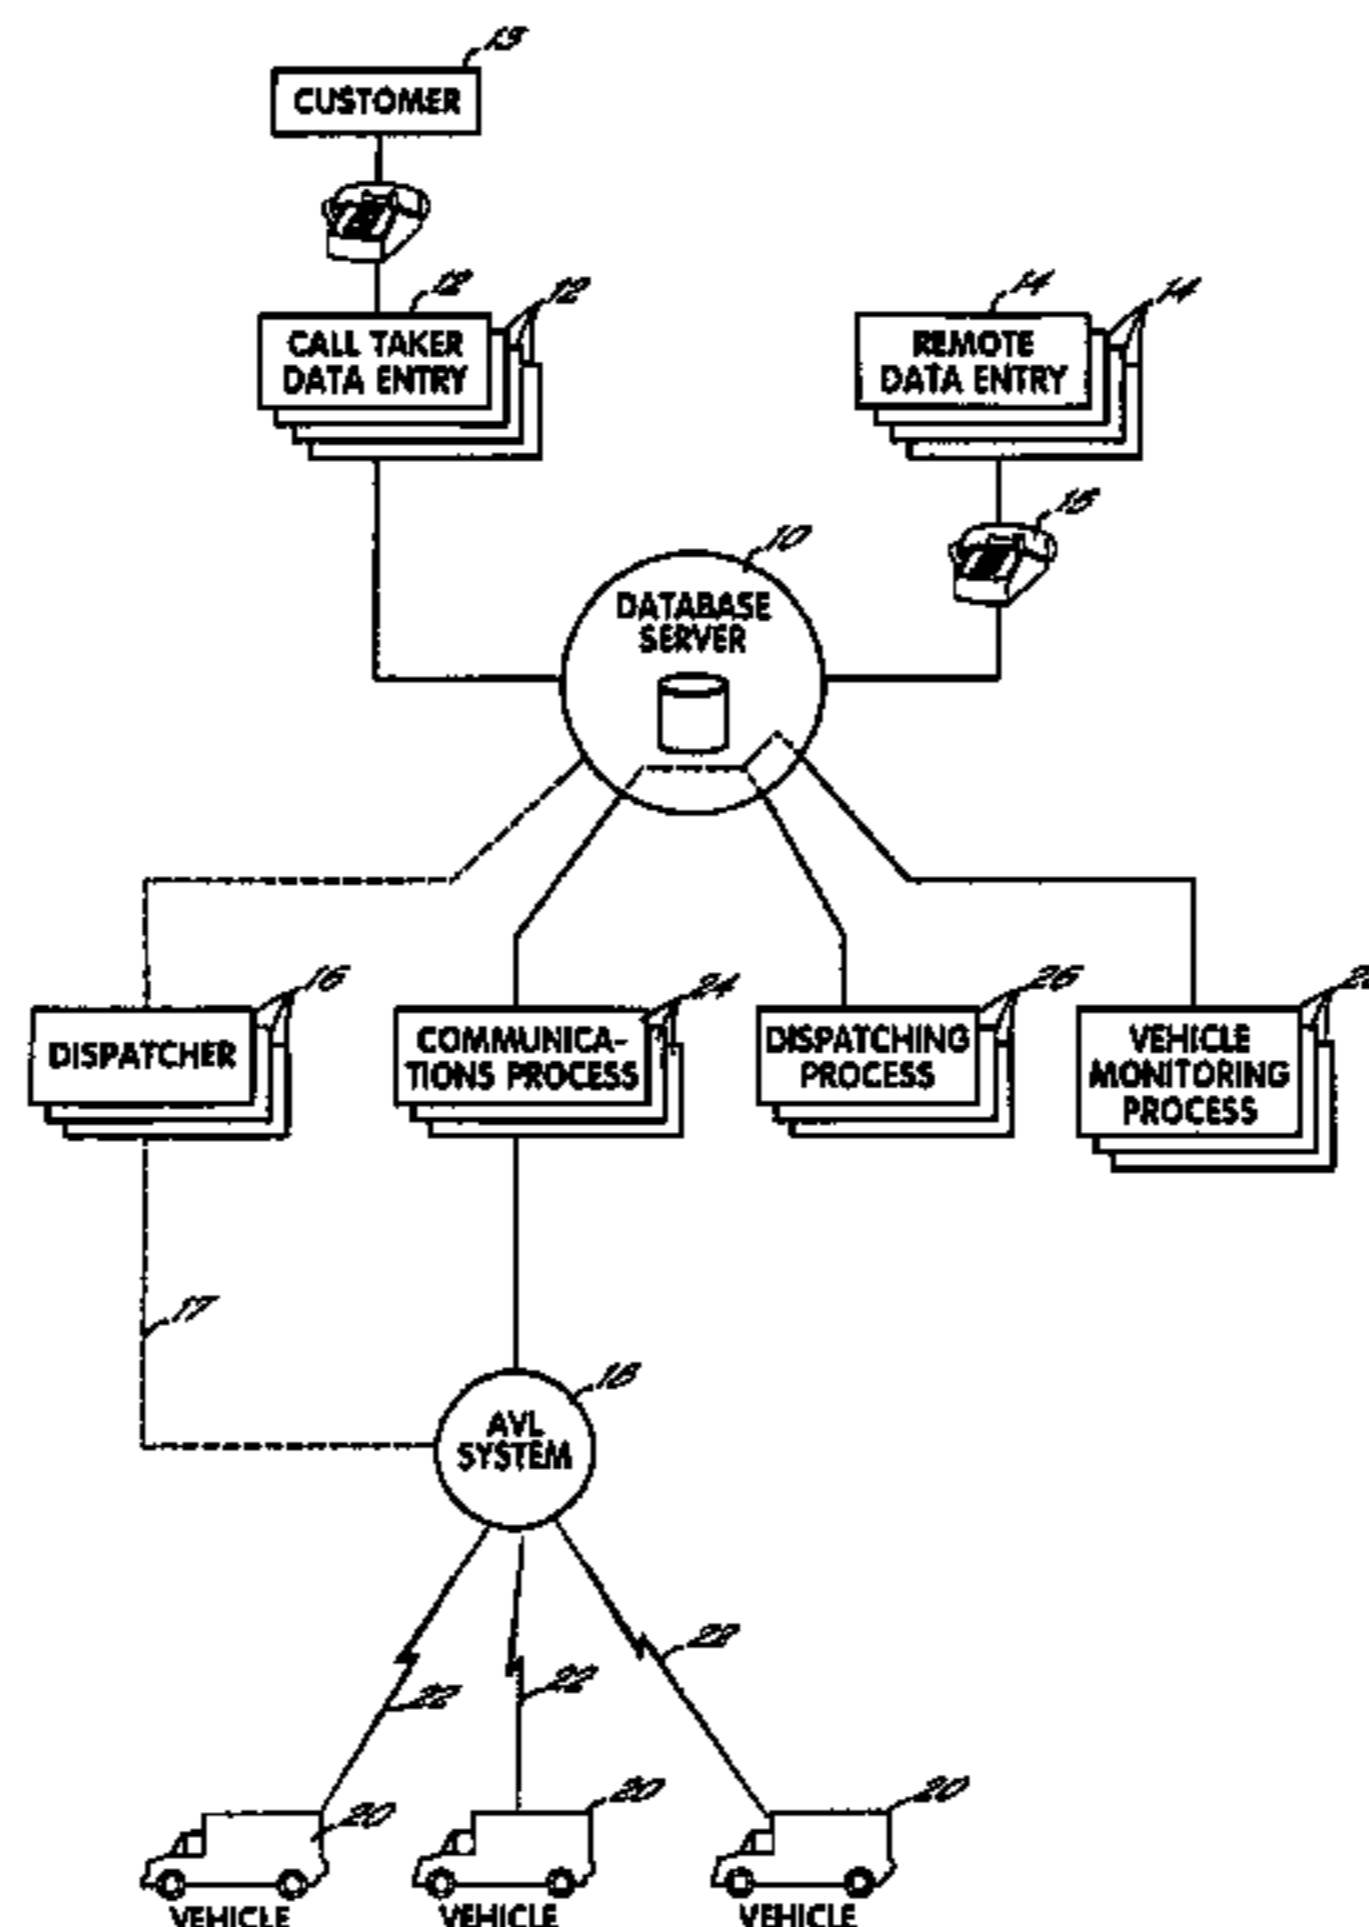 13
CUSTOMER
12
12
CALL TAKER
DATA ENTRY
14
14
REMOTE
DATA ENTRY
15
10
DATABASE
SERVER
16
DISPATCHER
24
COMMUNICA-
TIONS PROCESS
26
DISPATCHING
PROCESS
VEHICLE
MONITORING
PROCESS
17
18
AVL
SYSTEM
22
22
22
20
20
20
VEHICLE
VEHICLE
VEHICLE